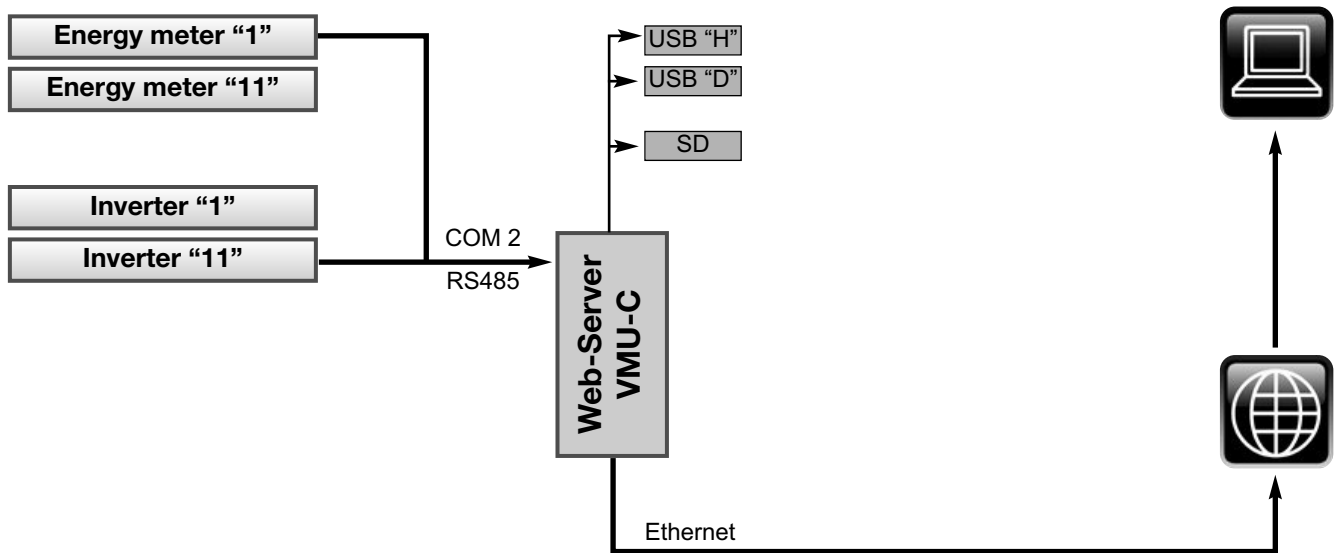 Energy meter “1”
Energy meter “11”
Inverter “1”
Inverter “11”
COM 2
RS485
USB “H”
USB “D”
SD
Web-Server
VMU-C
Ethernet